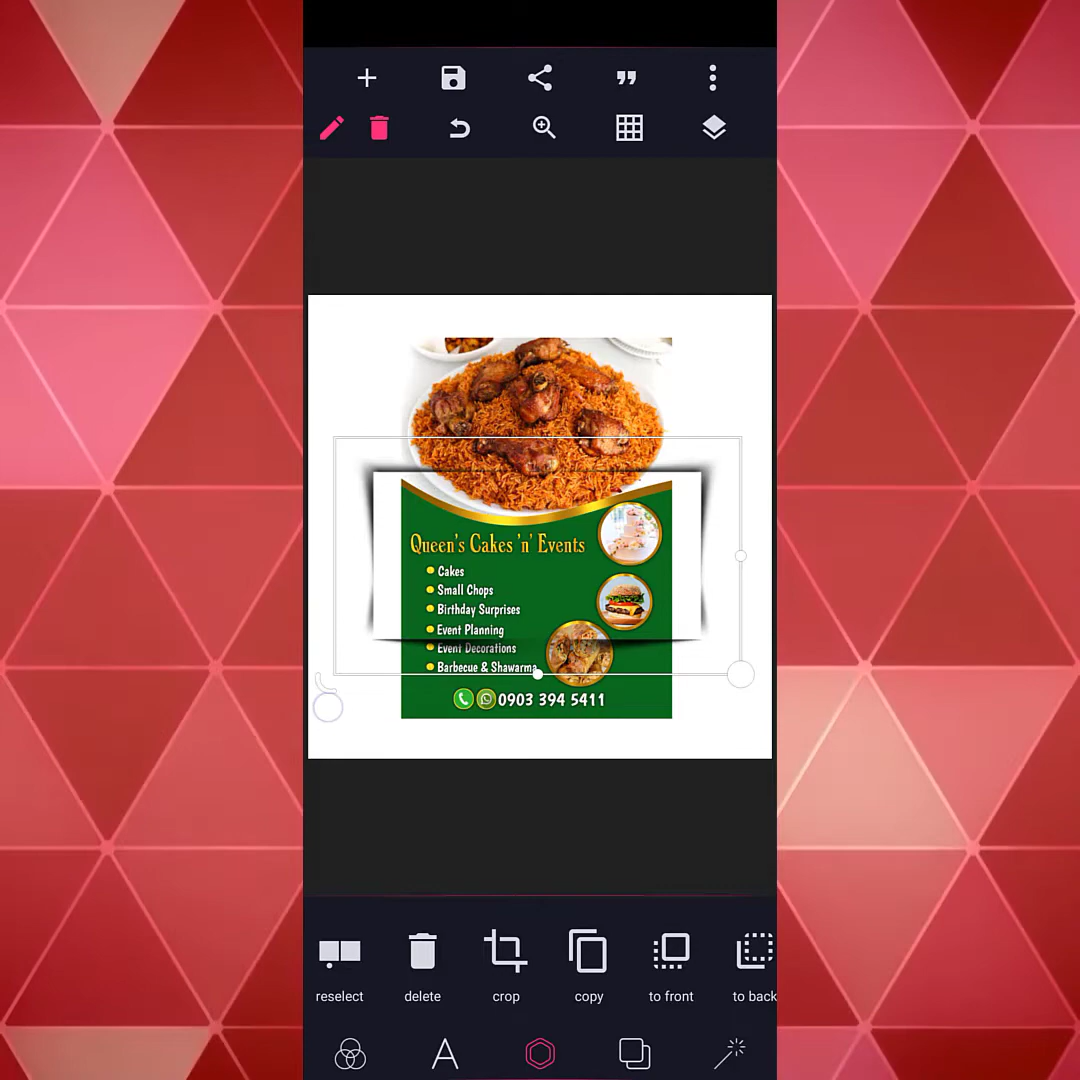 Queen's Cakes 'n' Events
Cakes
Small Chops
Birthday Surprises
Event Planning
Event Decorations
Barbecue & Shawarma
0903 394 5411
reselect
delete
crop
copy
to front
to back
A